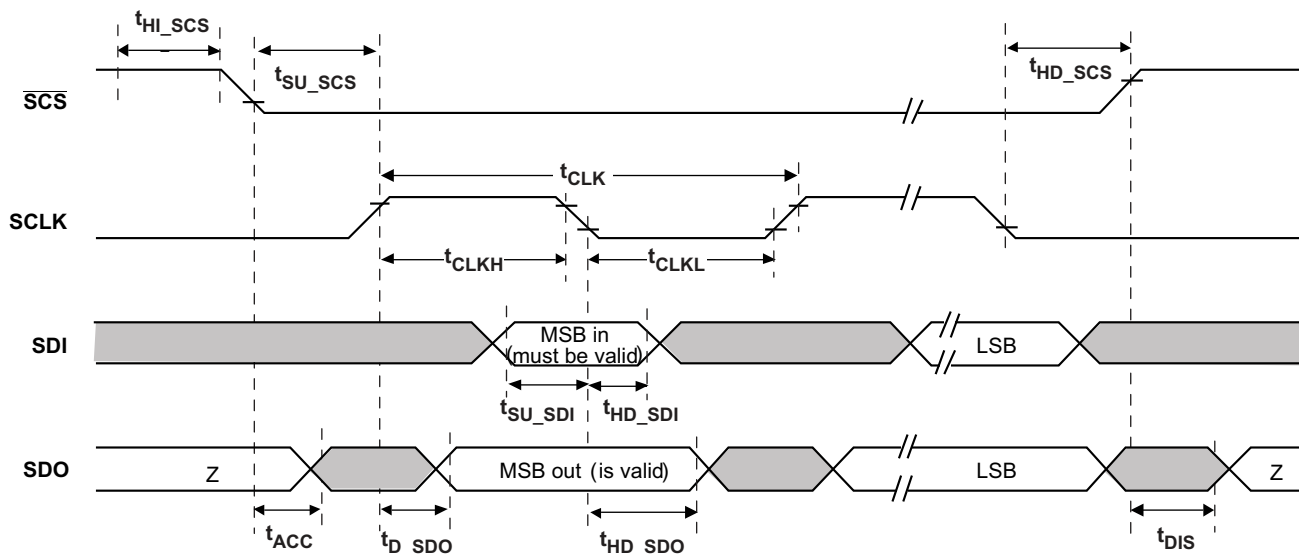 tHI_SCS
tSU_SCS
tHD_SCS
SCS
tCLK
SCLK
tCLKH
tCLKL
SDI
MSB in
(must be valid)
LSB
tSU_SDI
tHD_SDI
SDO
Z
MSB out (is valid)
LSB
Z
tACC
tD_SDO
tHD_SDO
tDIS